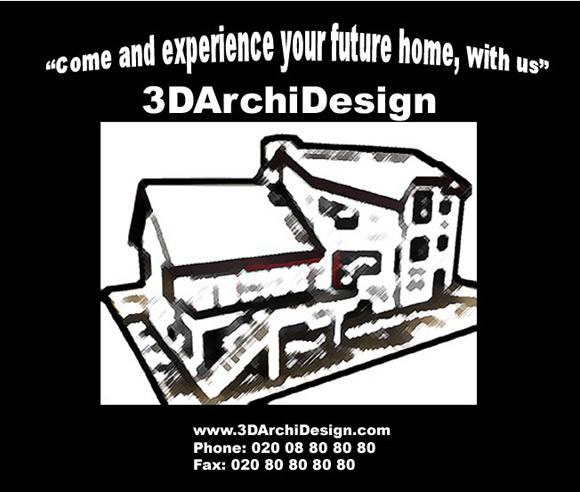 “come and experience your future home, with us”
3DArchiDesign
www.3DArchiDesign.com
Phone: 020 08 80 80 80
Fax: 020 80 80 80 80